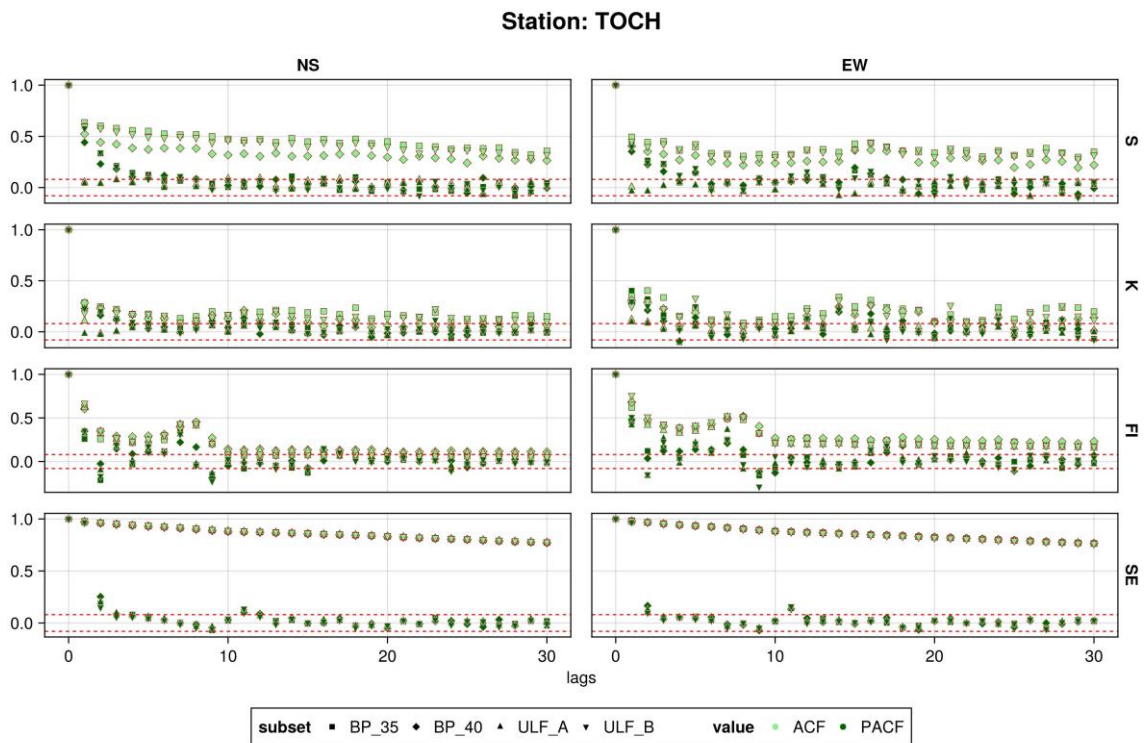 Station: TOCH
NS EW
1.0
0.5
0.0
S
1.0
0.5
0.0
K
1.0
0.5
0.0
FI
1.0
0.5
0.0
SE
0 10 20 30 0 10 20 30
lags
subset BP_35 BP_40 ULF_A ULF_B value ACF PACF